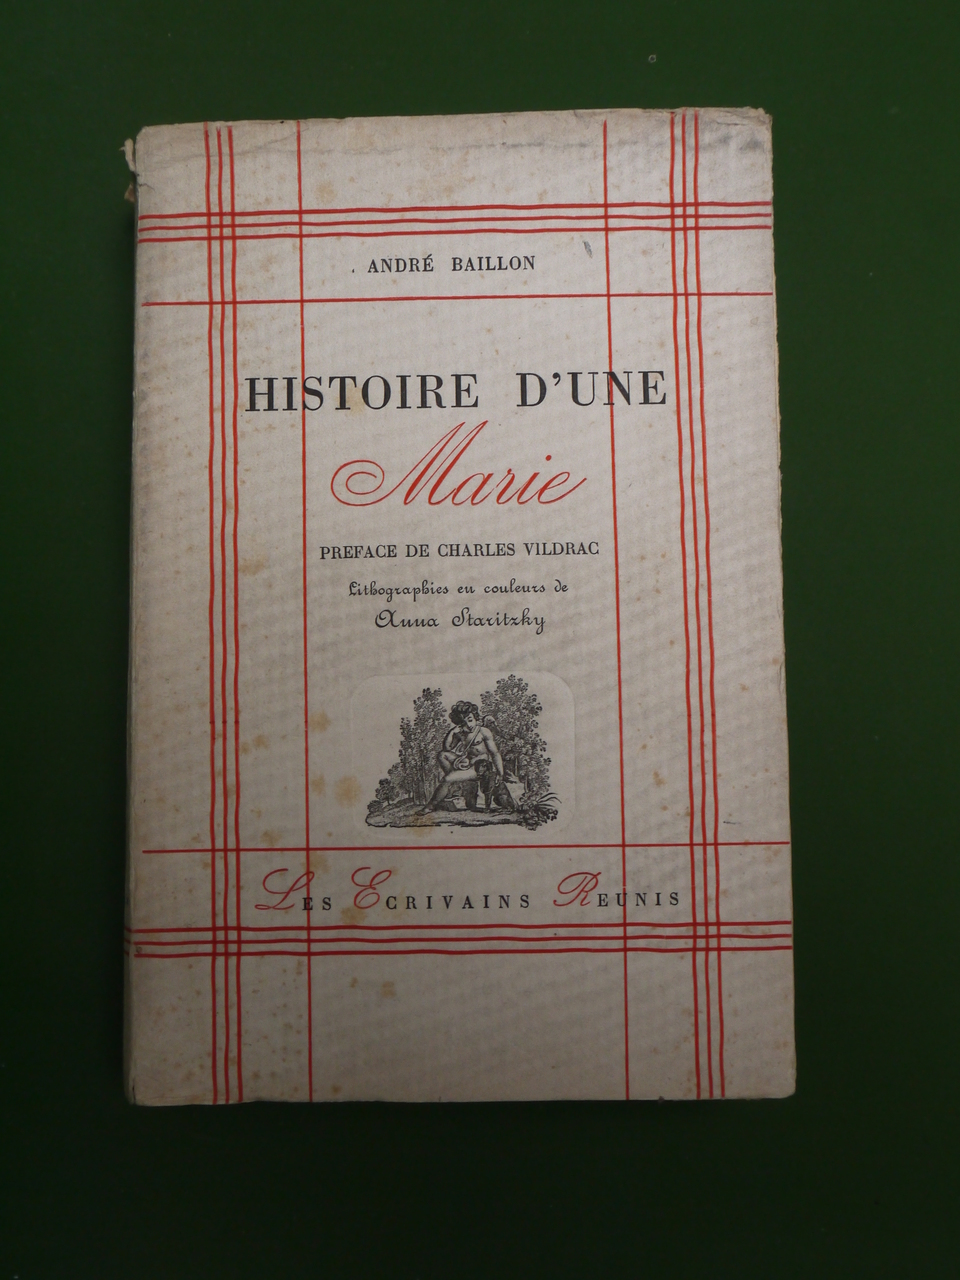 ANDRÉ BAILLON
HISTOIRE D'UNE
Marie
PREFACE DE CHARLES VILDRAC
Lithographies en couleurs de
Anna Staritzky
LES ECRIVAINS REUNIS